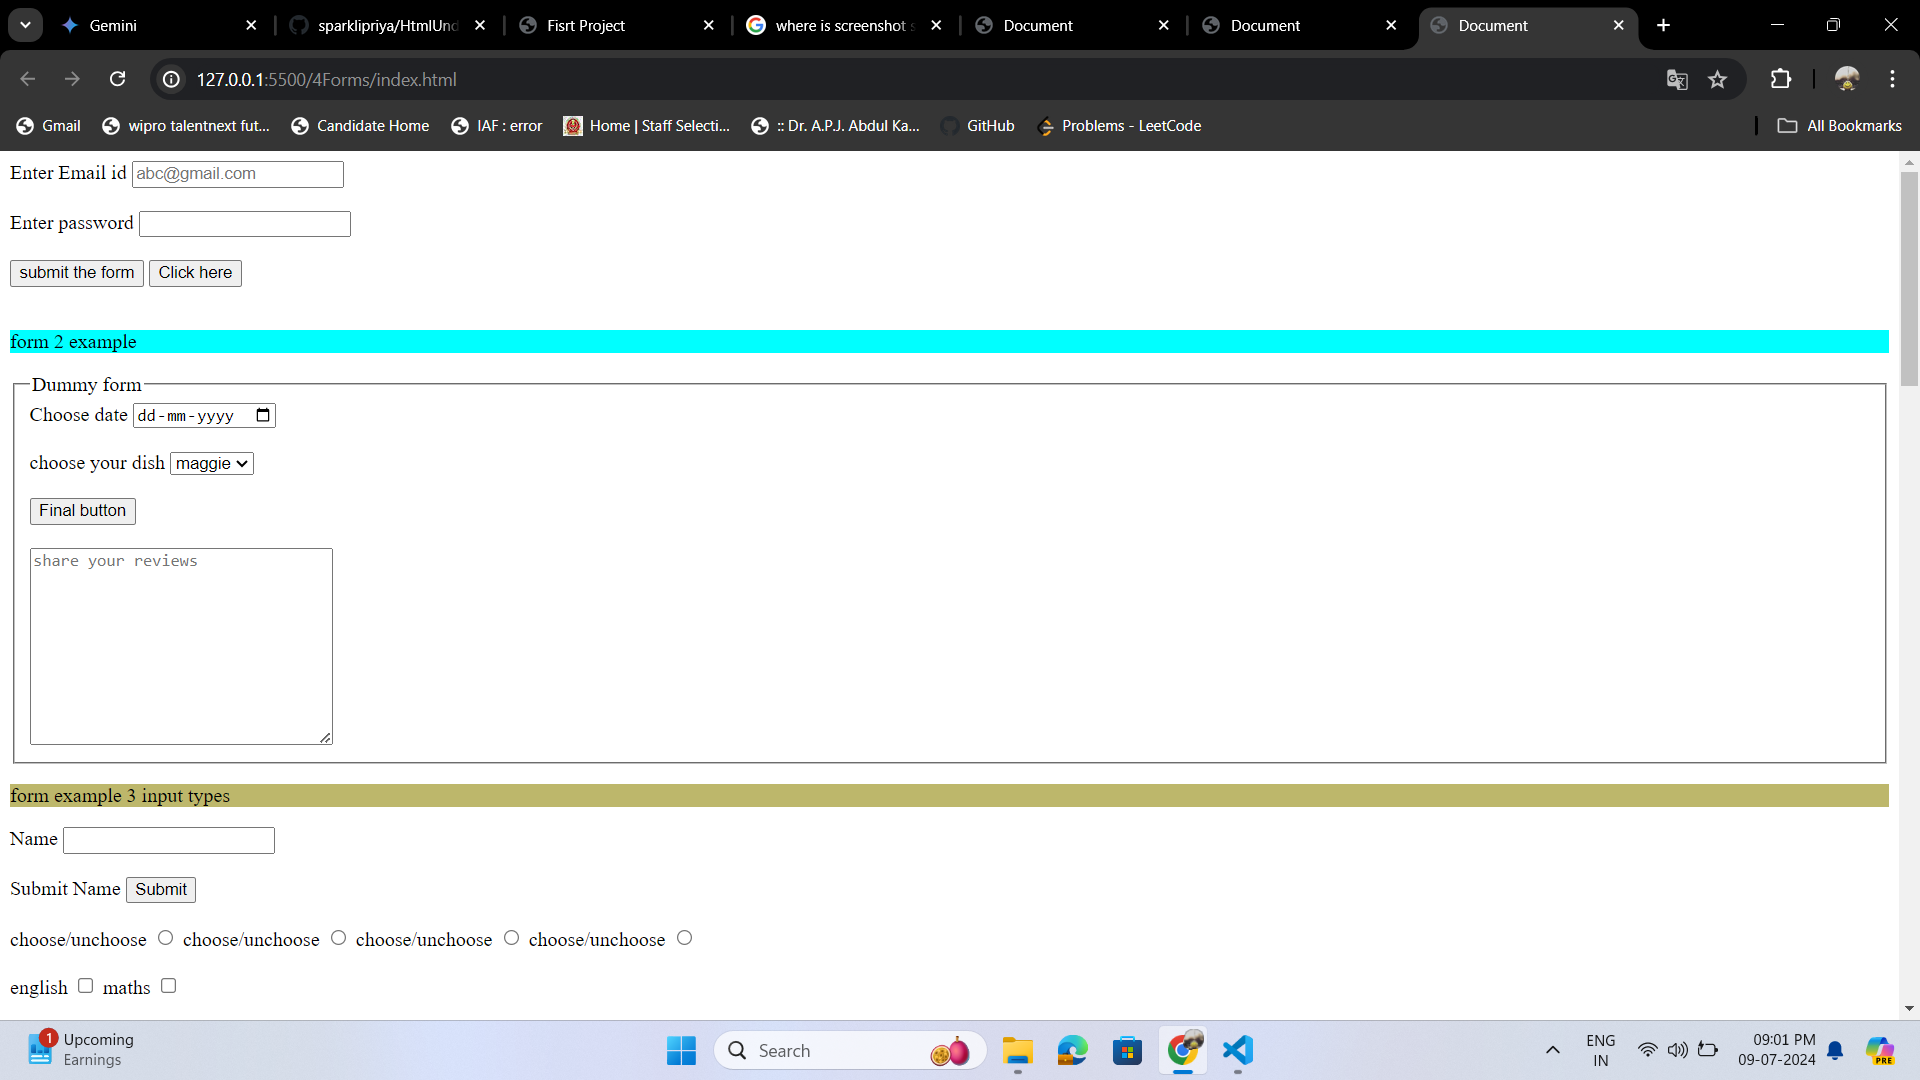 Gemini
sparklipriya/HtmlUnd
Fisrt Project
where is screenshot s
Document
Document
Document
127.0.0.1:5500/4Forms/index.html
Gmail
wipro talentnext fut...
Candidate Home
IAF : error
Home | Staff Selecti...
:: Dr. A.P.J. Abdul Ka...
GitHub
Problems - LeetCode
All Bookmarks
Enter Email id abc@gmail.com
Enter password
submit the form Click here
form 2 example
Dummy form
Choose date dd-mm-yyyy
choose your dish maggie
Final button
share your reviews
form example 3 input types
Name
Submit Name Submit
choose/unchoose choose/unchoose choose/unchoose choose/unchoose
english maths
1
Upcoming
Earnings
Search
ENG
IN
09:01 PM
09-07-2024
PRE